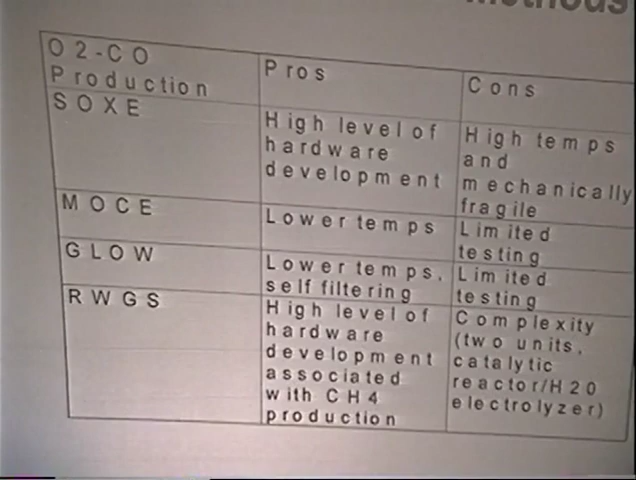 Methods
O2-CO
Production
Pros
Cons
SOXE
High level of
hardware
development
High temps
and
mechanically
fragile
MOCE
Lower temps
Limited
testing
GLOW
Lower temps,
self filtering
Limited
testing
RWGS
High level of
hardware
development
associated
with CH4
production
Complexity
(two units,
catalytic
reactor/H2O
electrolyzer)